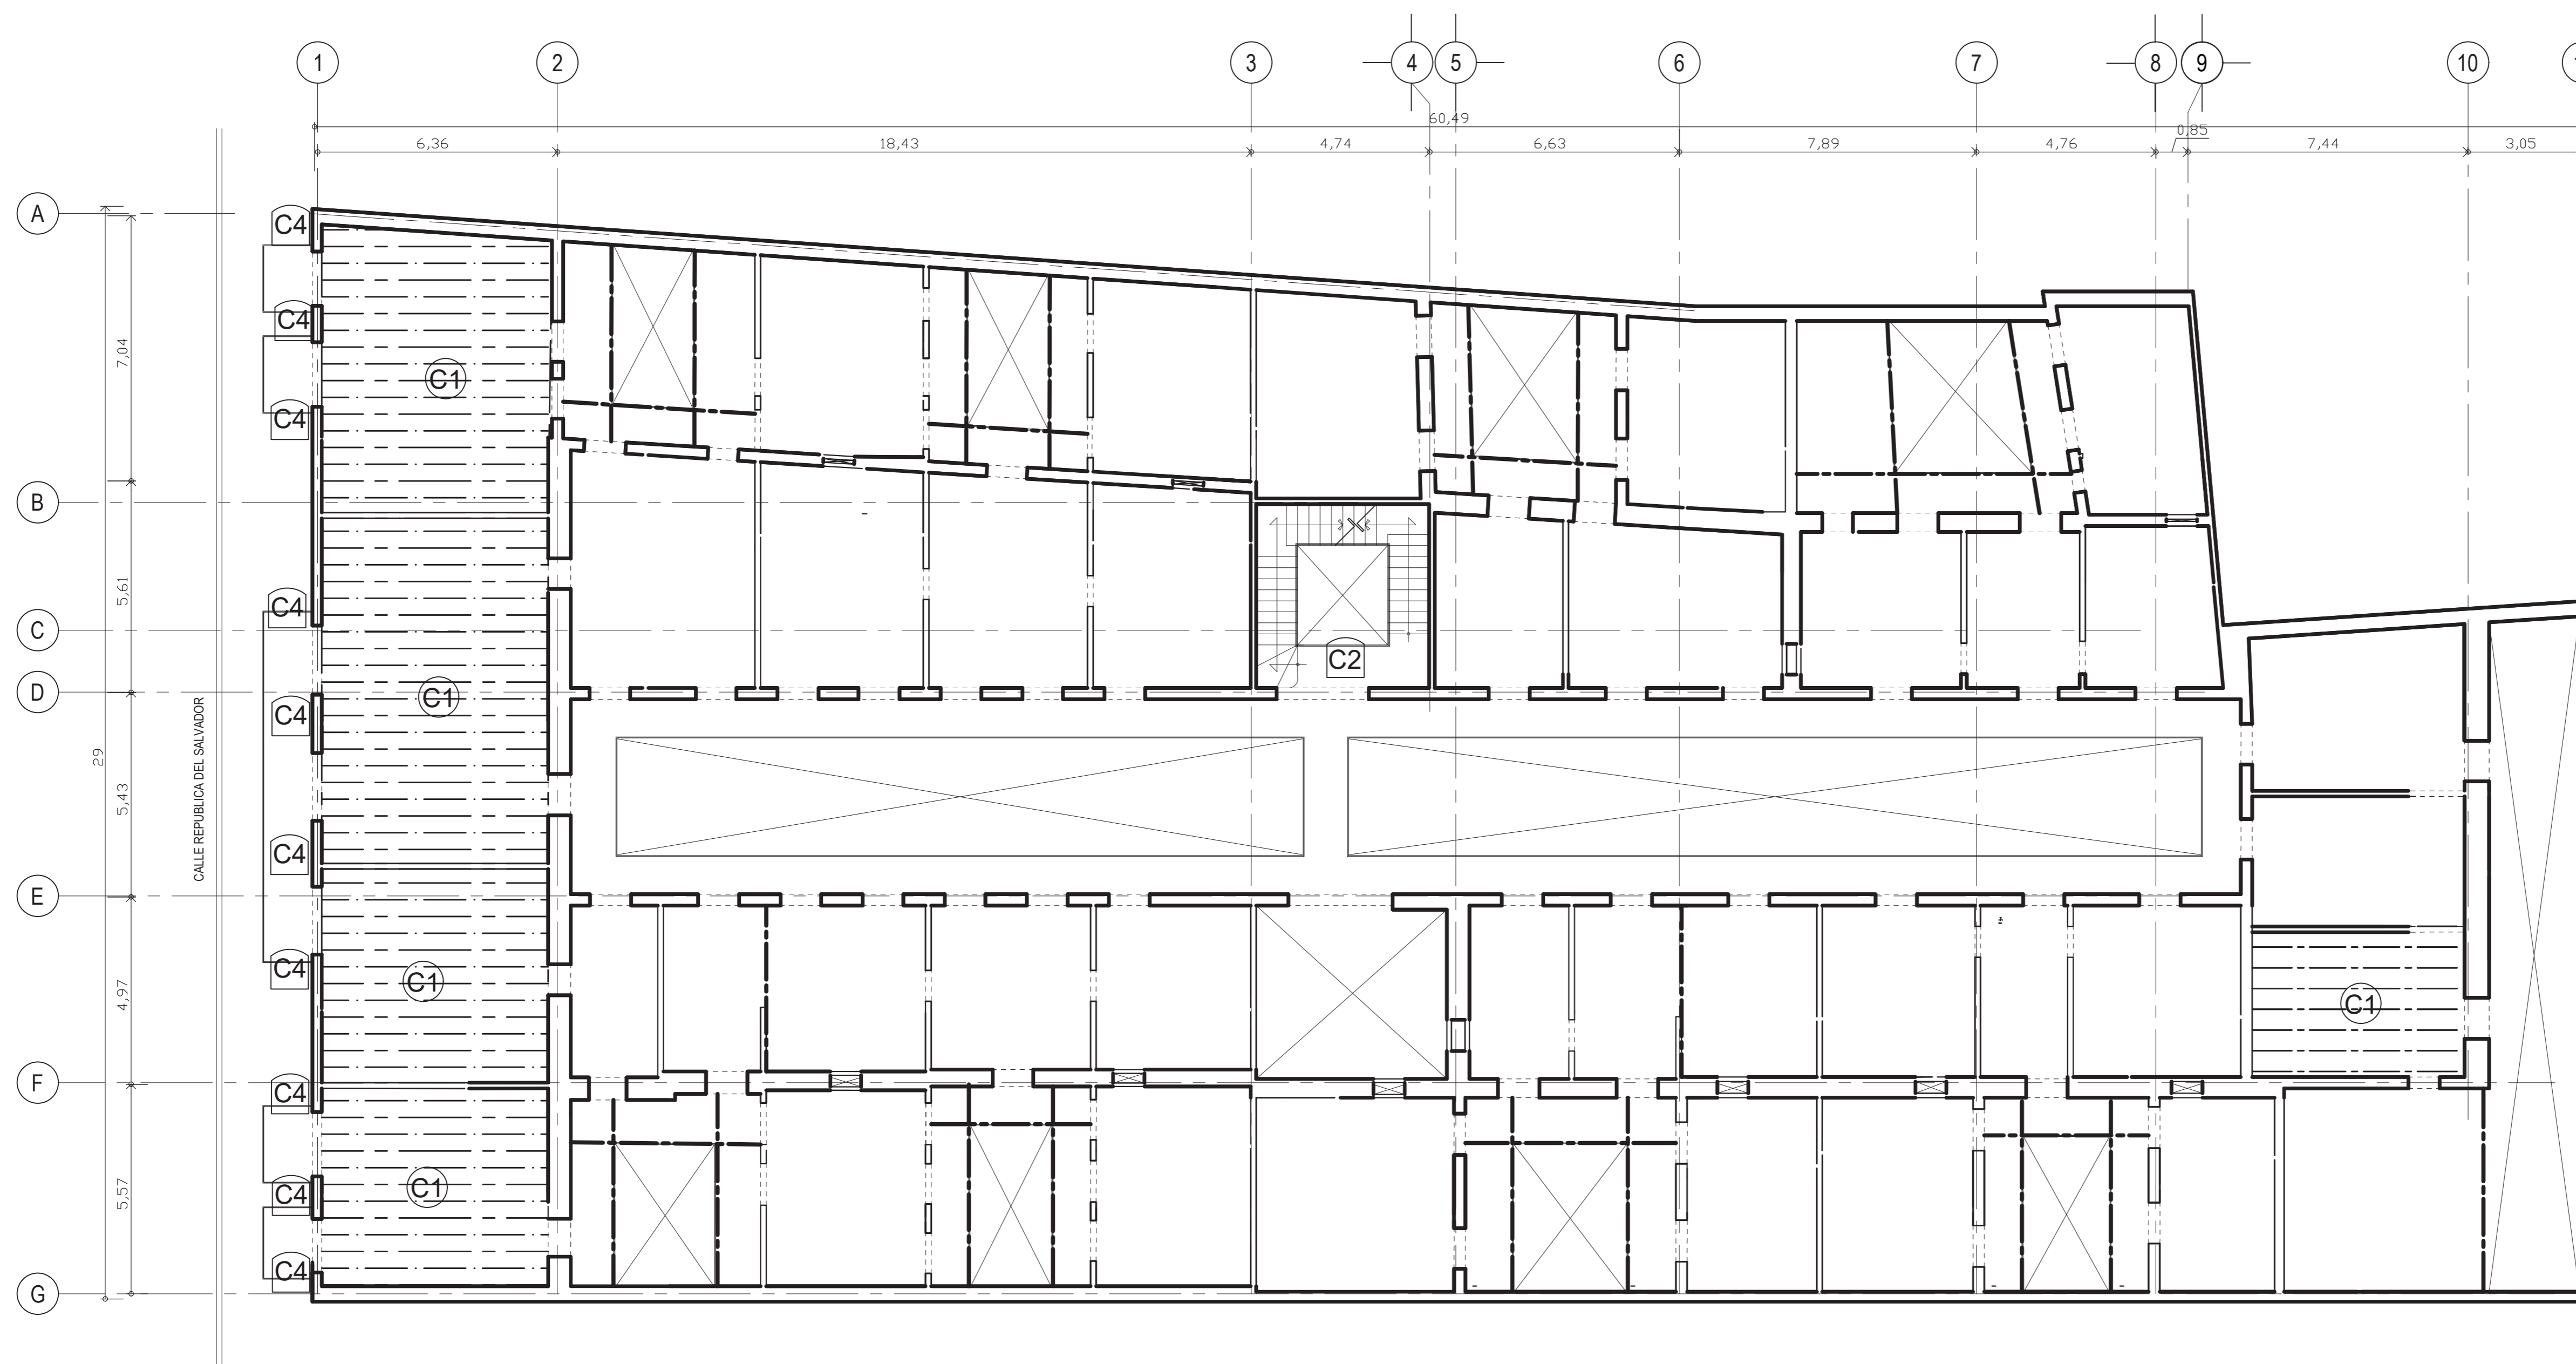 1 2 3 4 5 6 7 8 9 10
60,49
6,36 18,43 4,74 6,63 7,89 4,76 0,85 7,44 3,05
A
C4
C4
7,04
C1
C4
B
5,61
C4
C
C2
D
C1
C4
CALLE REPUBLICA DEL SALVADOR
29
5,43
C4
E
C4
C1
4,97
C1
F
C4
C1
5,57
C4
C4
G